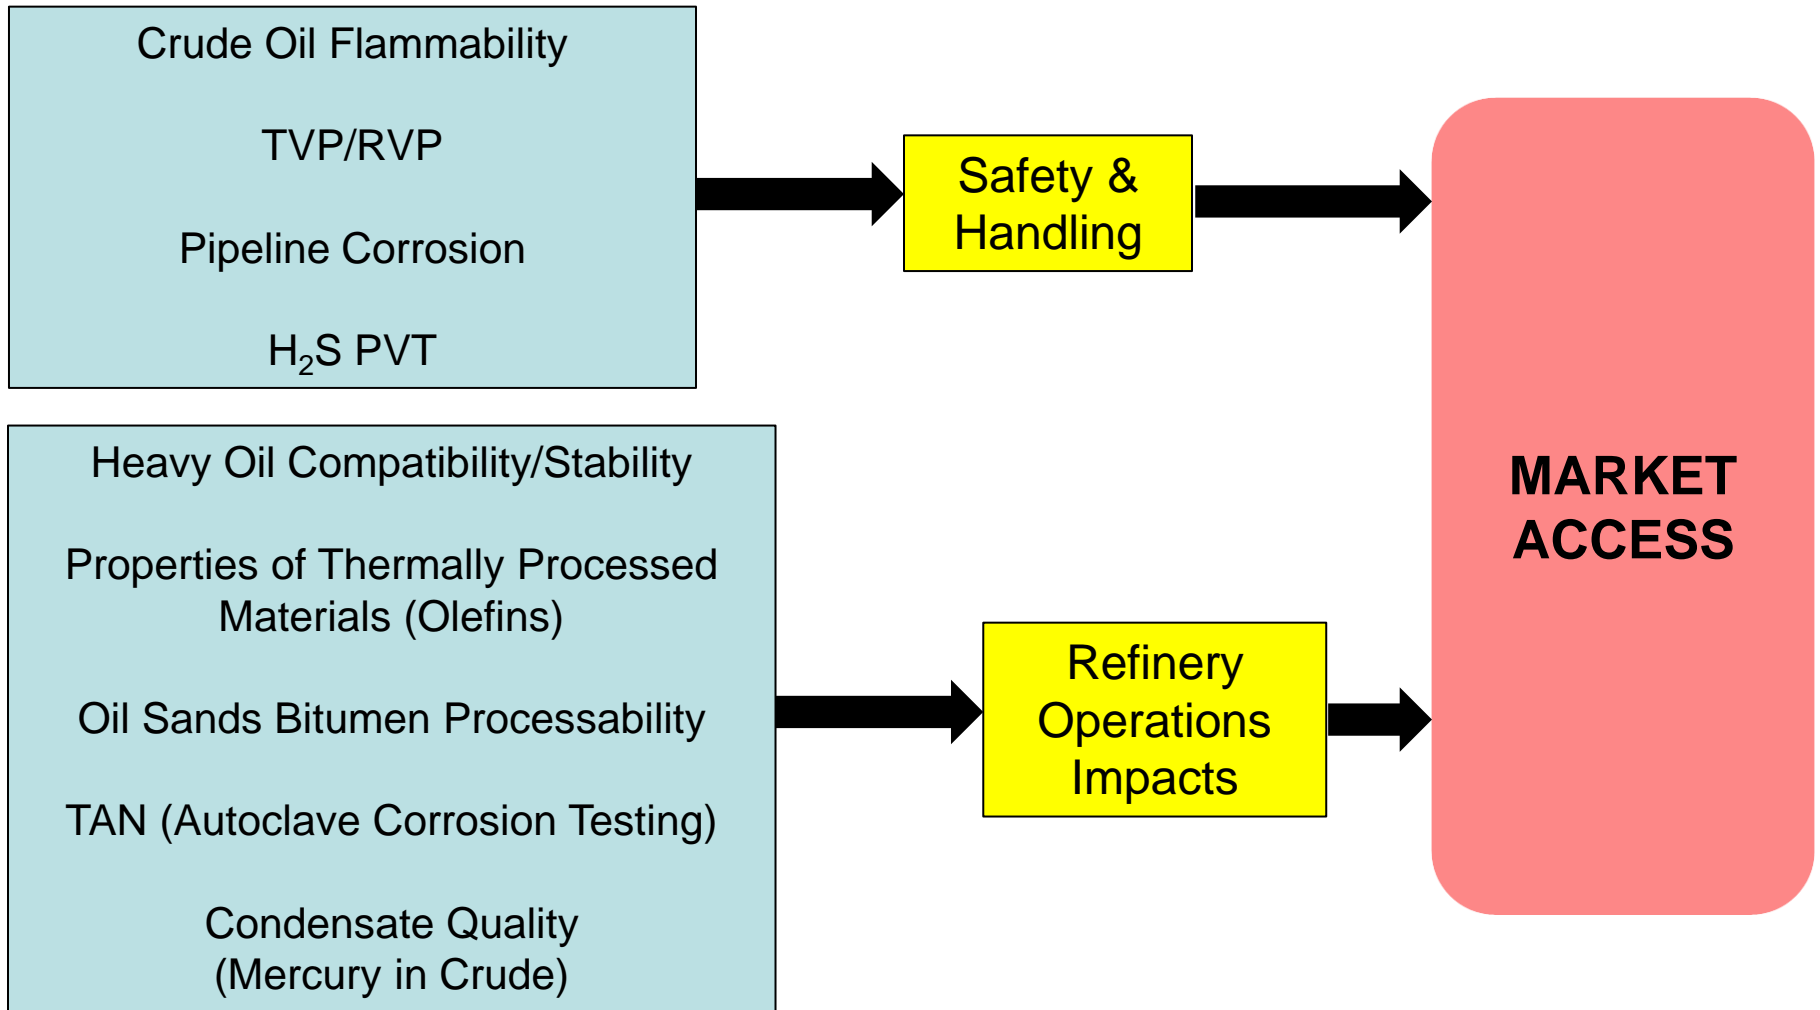 Crude Oil Flammability
TVP/RVP
Pipeline Corrosion
H₂S PVT
Safety &
Handling
Heavy Oil Compatibility/Stability
Properties of Thermally Processed
Materials (Olefins)
Oil Sands Bitumen Processability
TAN (Autoclave Corrosion Testing)
Condensate Quality
(Mercury in Crude)
Refinery
Operations
Impacts
MARKET
ACCESS